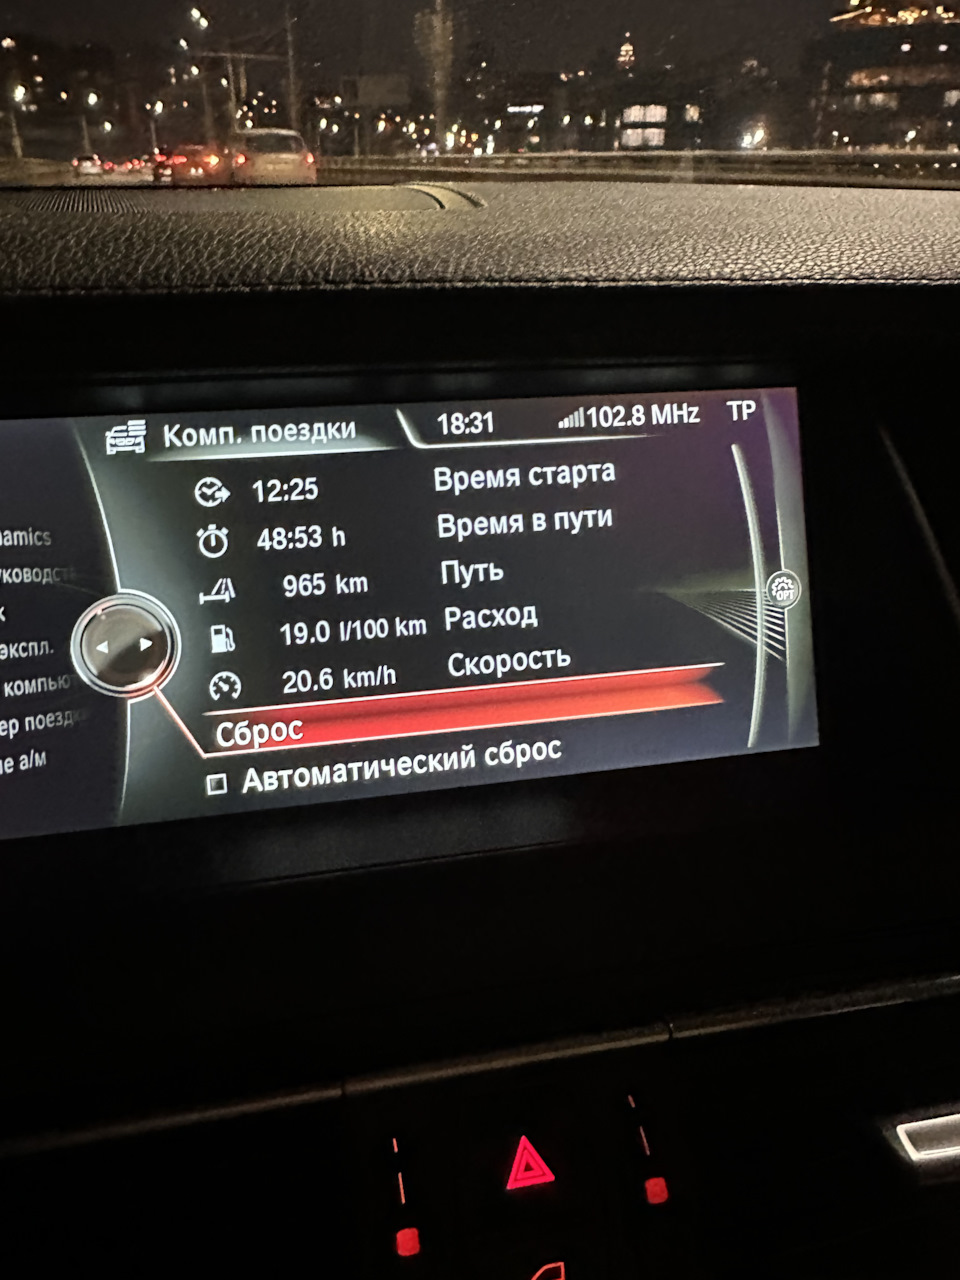 Комп. поездки 18:31 102.8 MHz TP
12:25 Время старта
48:53 h Время в пути
965 km Путь
19.0 l/100 km Расход
20.6 km/h Скорость
Сброс
Автоматический сброс
OPT
экспл.
е а/м